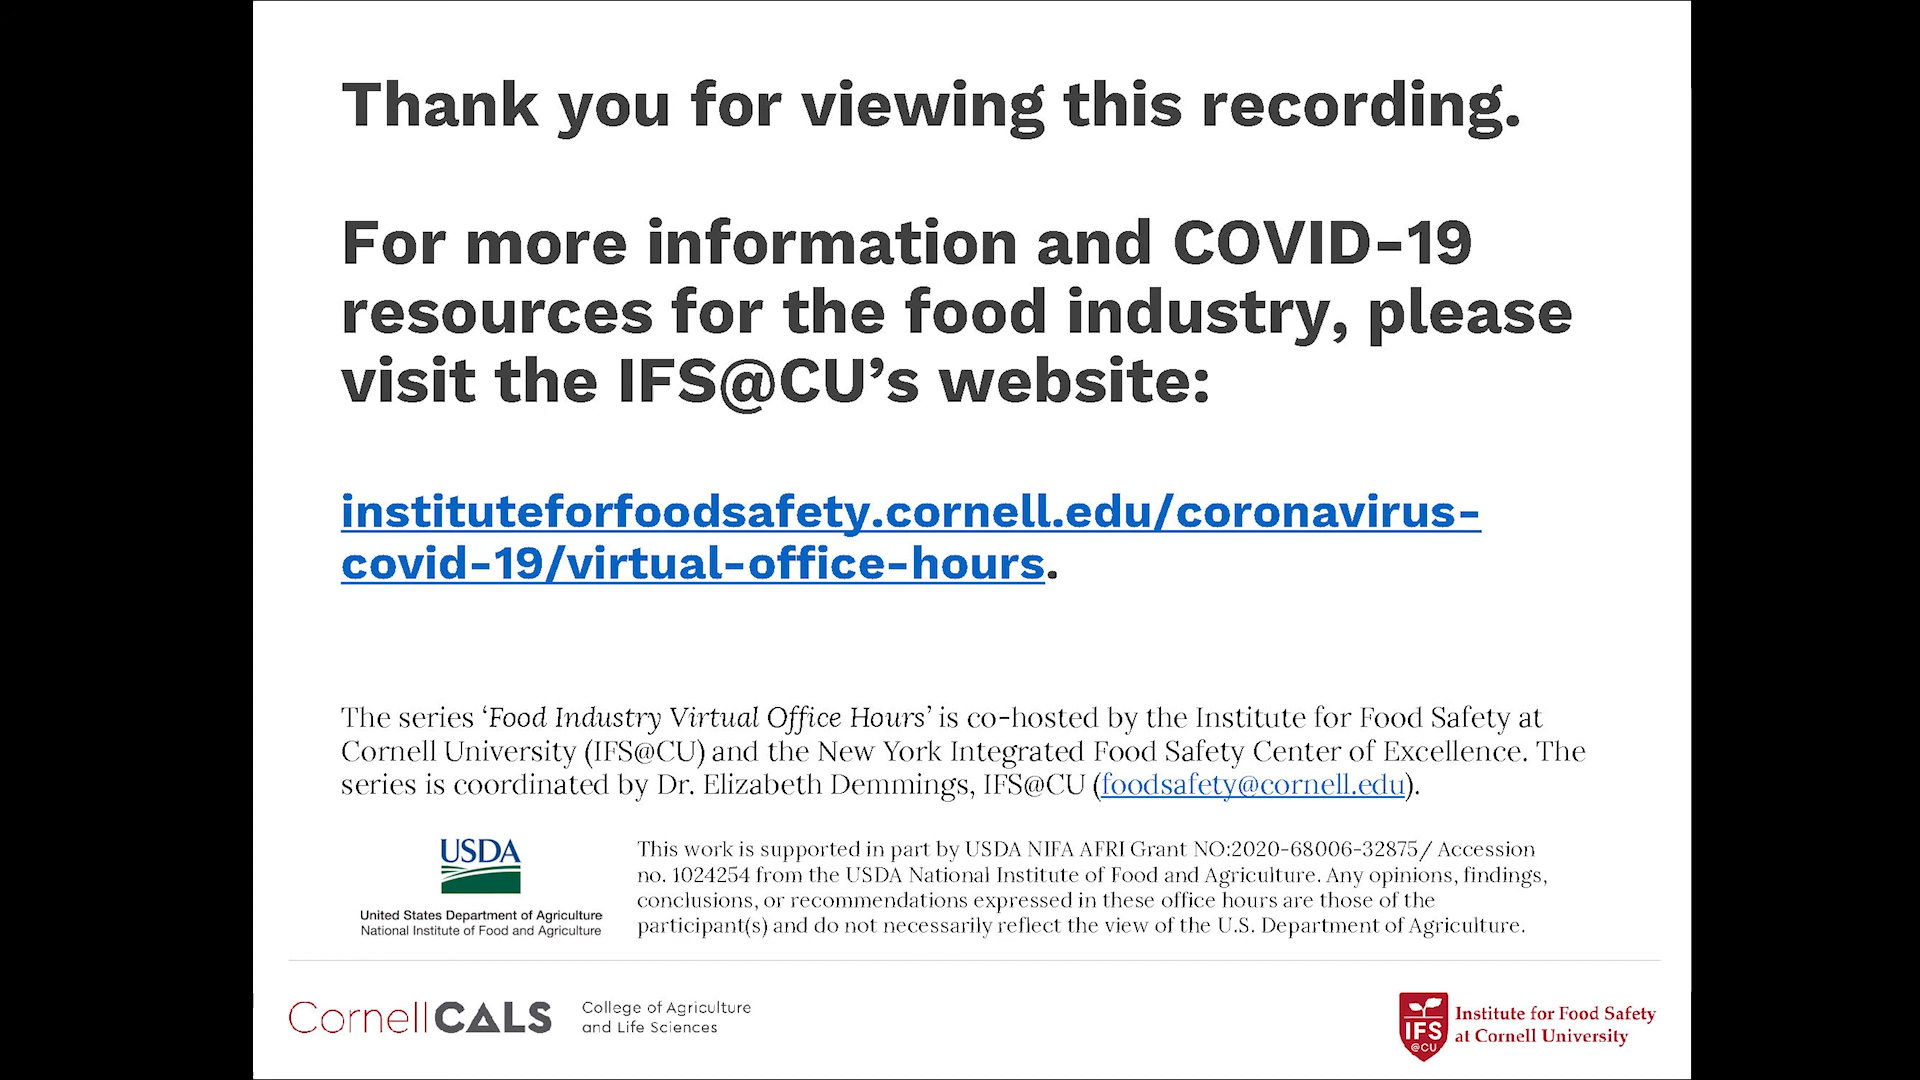 Thank you for viewing this recording.
For more information and COVID-19
resources for the food industry, please
visit the IFS@CU’s website:
instituteforfoodsafety.cornell.edu/coronavirus-
covid-19/virtual-office-hours.
The series ‘Food Industry Virtual Office Hours’ is co-hosted by the Institute for Food Safety at
Cornell University (IFS@CU) and the New York Integrated Food Safety Center of Excellence. The
series is coordinated by Dr. Elizabeth Demmings, IFS@CU (foodsafety@cornell.edu).
USDA
United States Department of Agriculture
National Institute of Food and Agriculture
This work is supported in part by USDA NIFA AFRI Grant NO:2020-68006-32875/ Accession
no. 1024254 from the USDA National Institute of Food and Agriculture. Any opinions, findings,
conclusions, or recommendations expressed in these office hours are those of the
participant(s) and do not necessarily reflect the view of the U.S. Department of Agriculture.
CornellCALS
College of Agriculture
and Life Sciences
IFS
@CU
Institute for Food Safety
at Cornell University